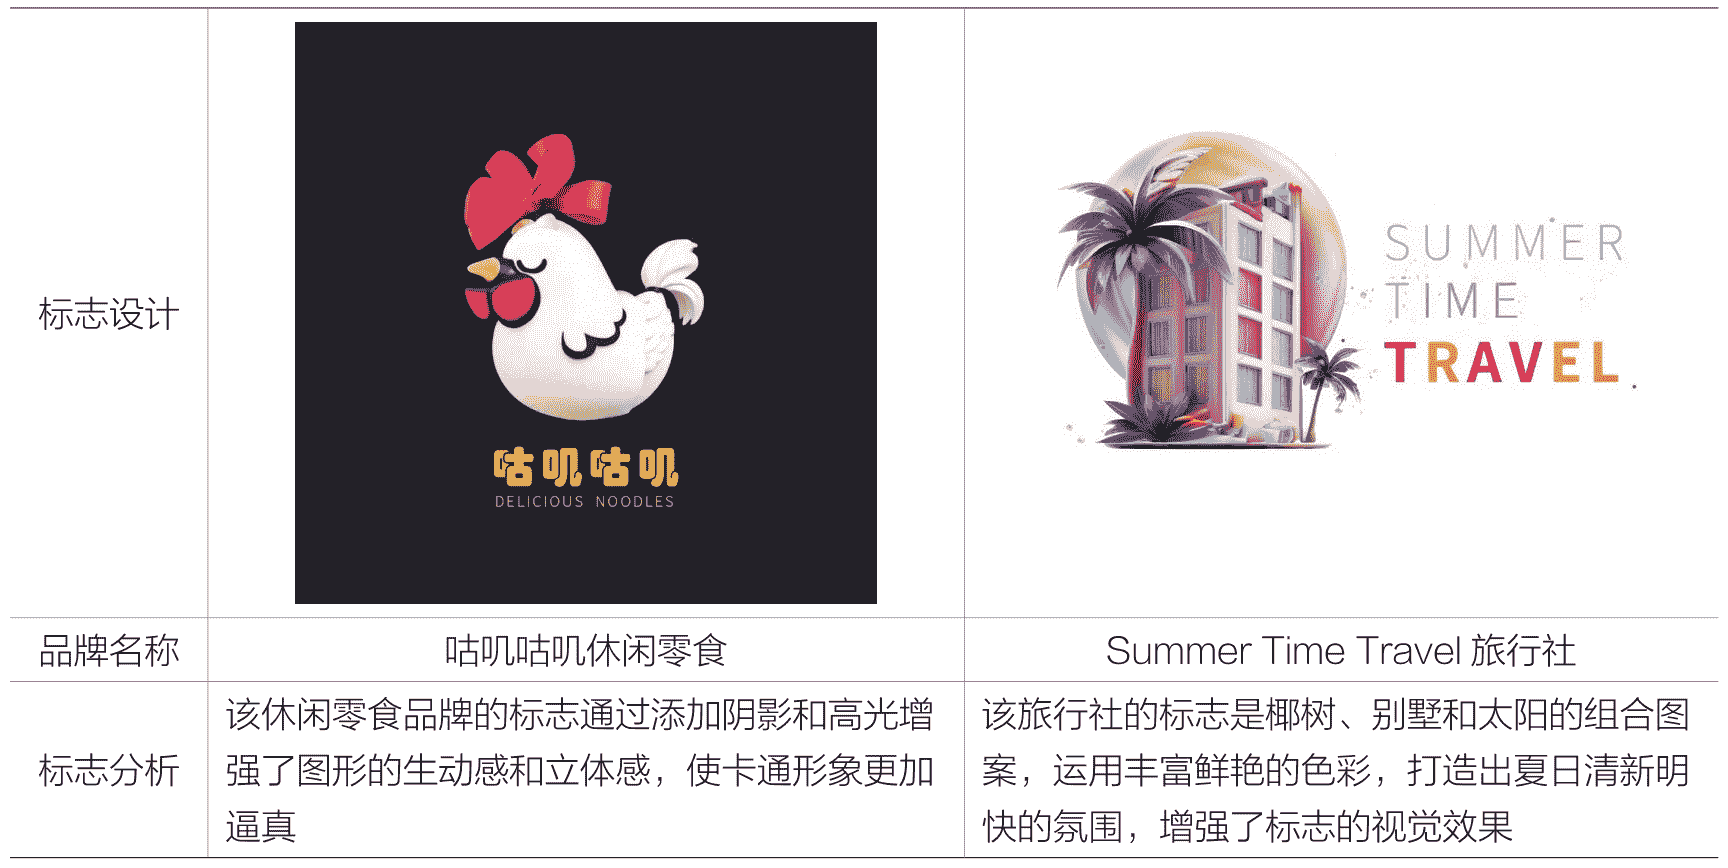 标志设计
咕叽咕叽
DELICIOUS NOODLES
SUMMER
TIME
TRAVEL.
品牌名称
咕叽咕叽休闲零食
Summer Time Travel 旅行社
标志分析
该休闲零食品牌的标志通过添加阴影和高光增
强了图形的生动感和立体感，使卡通形象更加
逼真
该旅行社的标志是椰树、别墅和太阳的组合图
案，运用丰富鲜艳的色彩，打造出夏日清新明
快的氛围，增强了标志的视觉效果